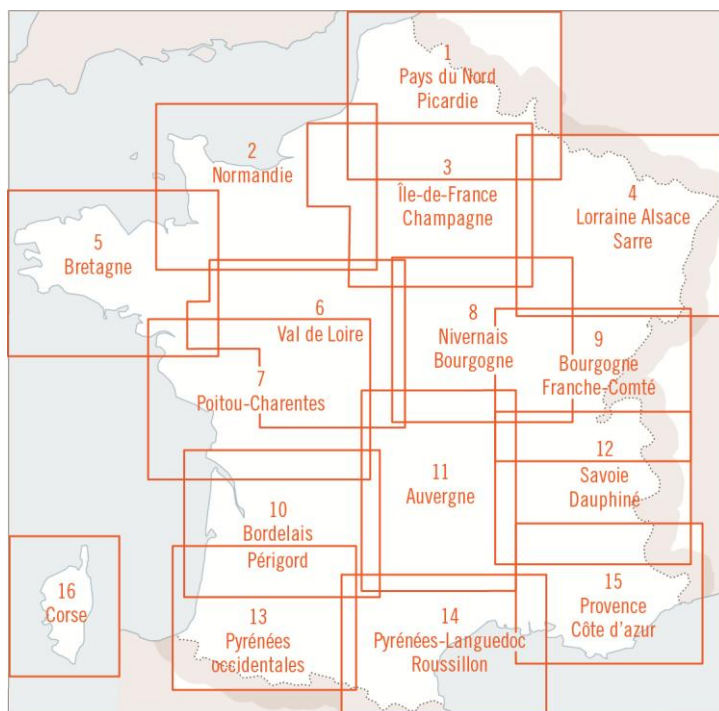 1
Pays du Nord
Picardie
2
Normandie
3
Île-de-France
Champagne
4
Lorraine Alsace
Sarre
5
Bretagne
6
Val de Loire
7
Poitou-Charentes
8
Nivernais
Bourgogne
9
Bourgogne
Franche-Comté
10
Bordelais
Périgord
11
Auvergne
12
Savoie
Dauphiné
13
Pyrénées
occidentales
14
Pyrénées-Languedoc
Roussillon
15
Provence
Côte d'azur
16
Corse